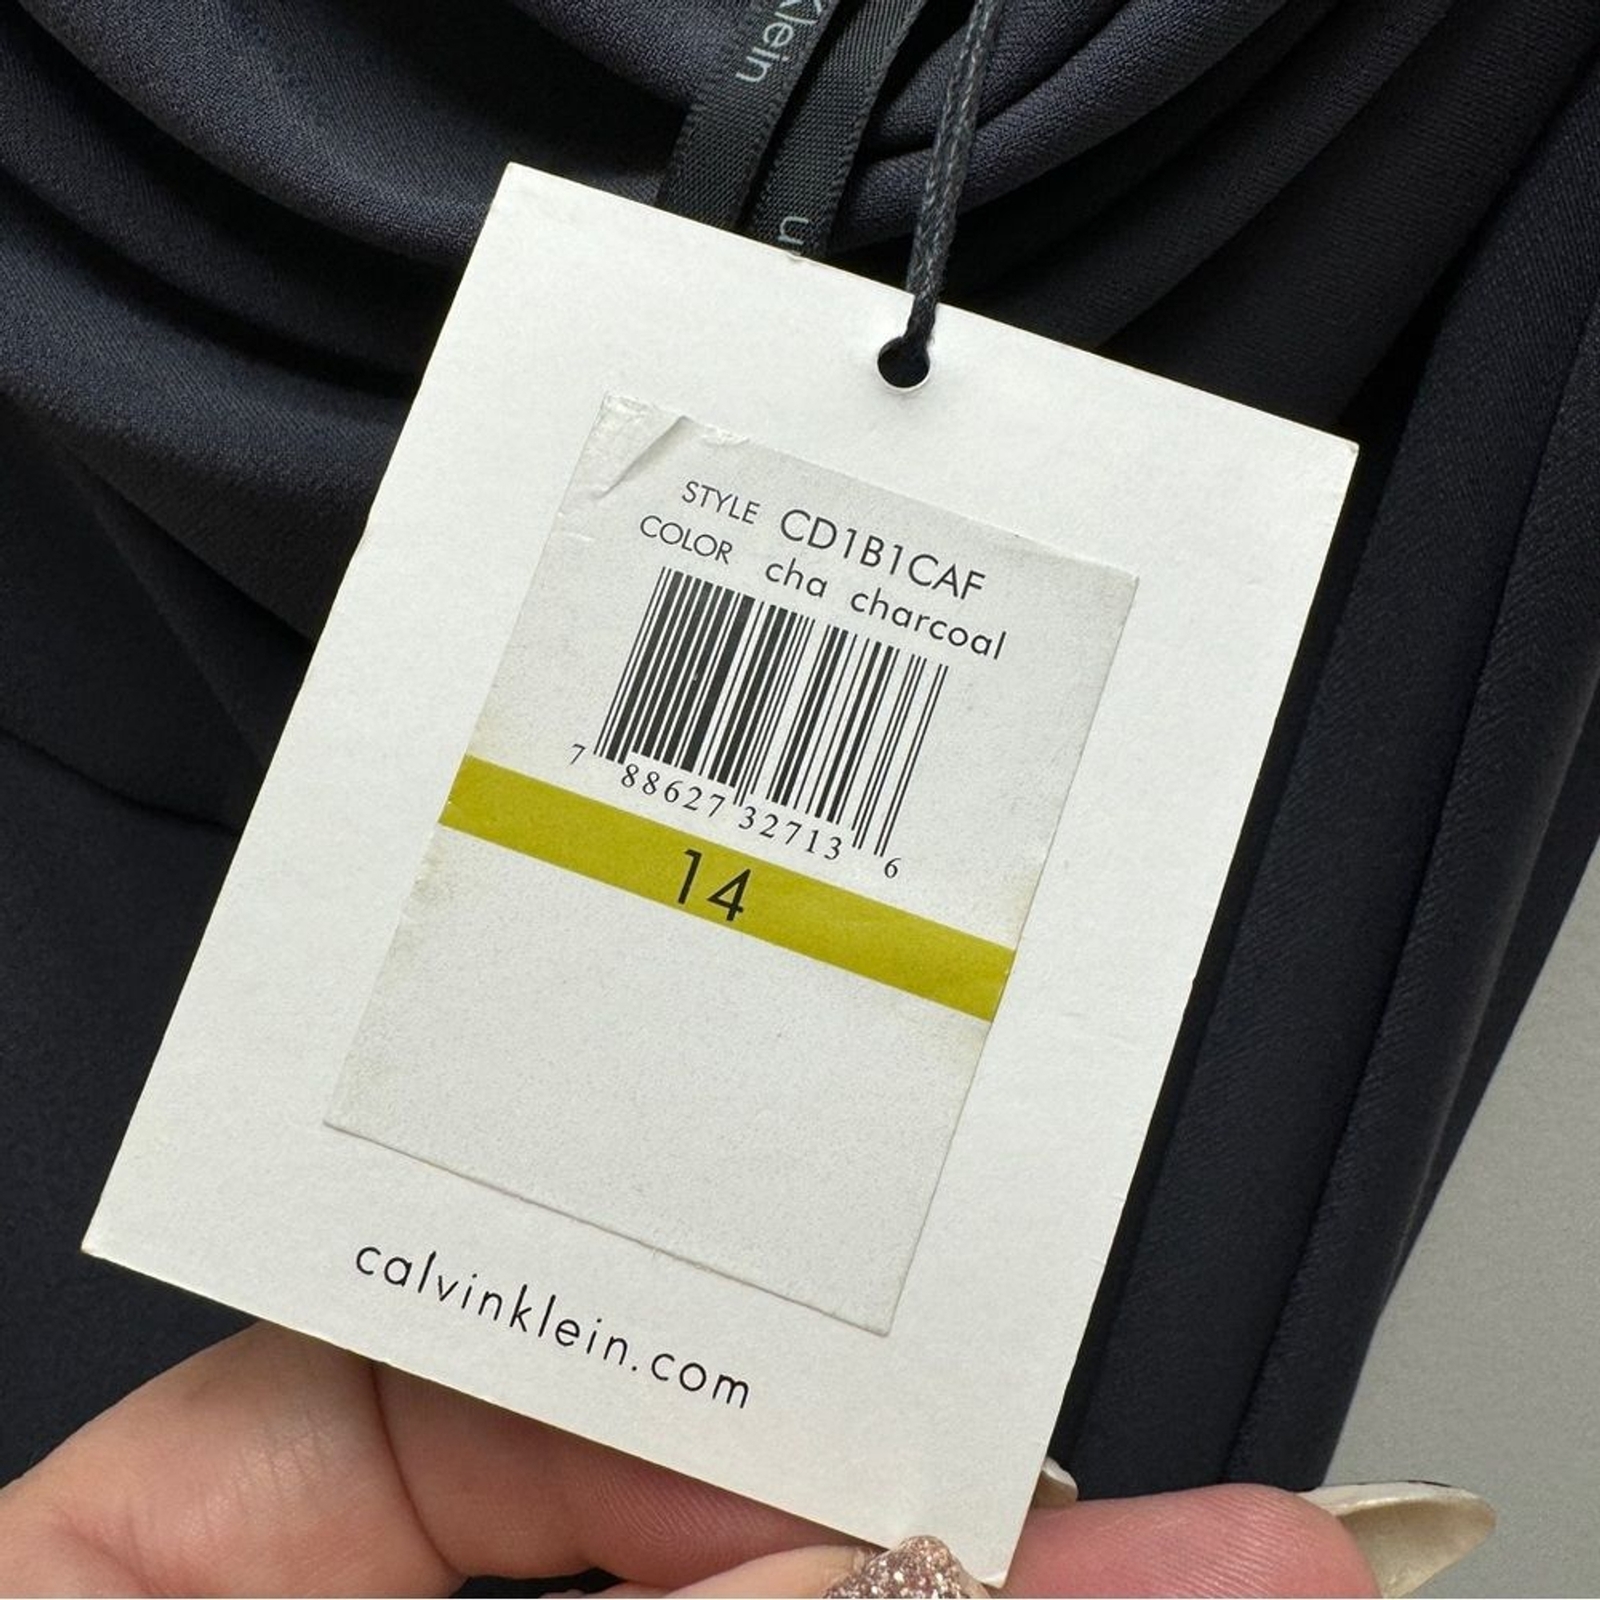 klein
STYLE CD1B1CAF
COLOR cha charcoal
7 88627 32713 6
14
calvinklein.com